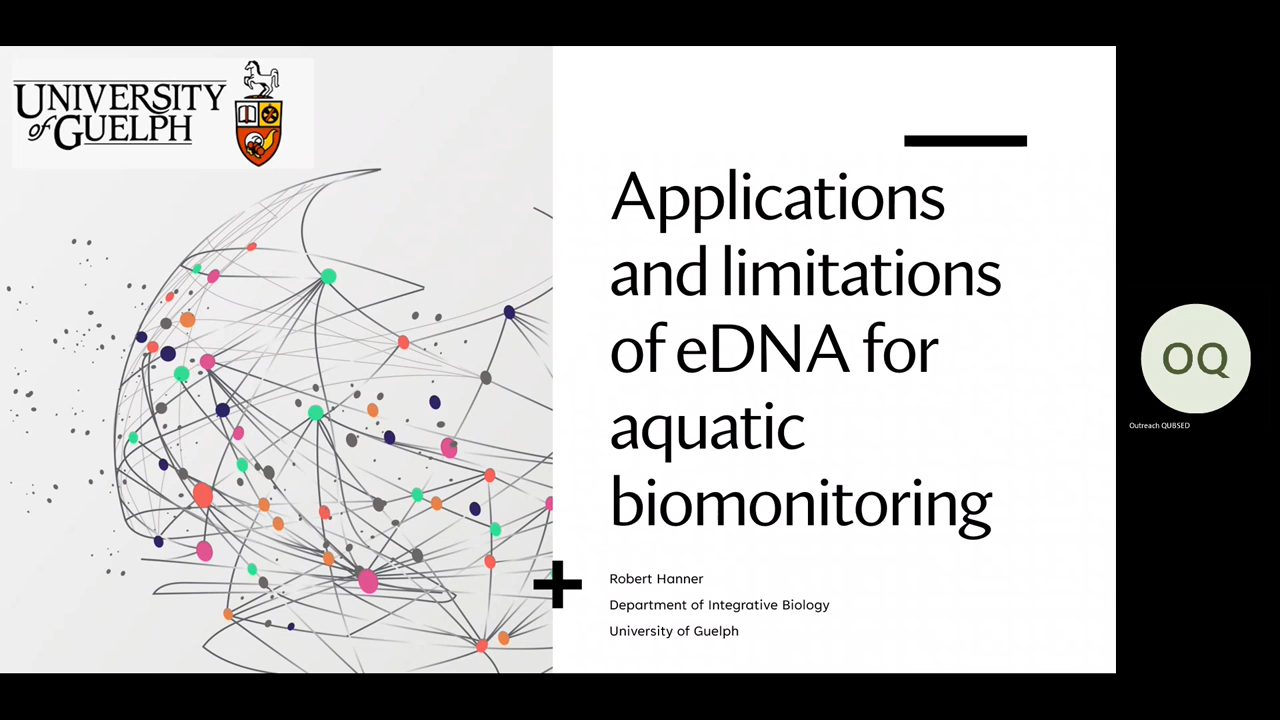 UNIVERSITY
of GUELPH
Applications
and limitations
of eDNA for
aquatic
biomonitoring
Robert Hanner
Department of Integrative Biology
University of Guelph
OQ
Outreach QUBSED